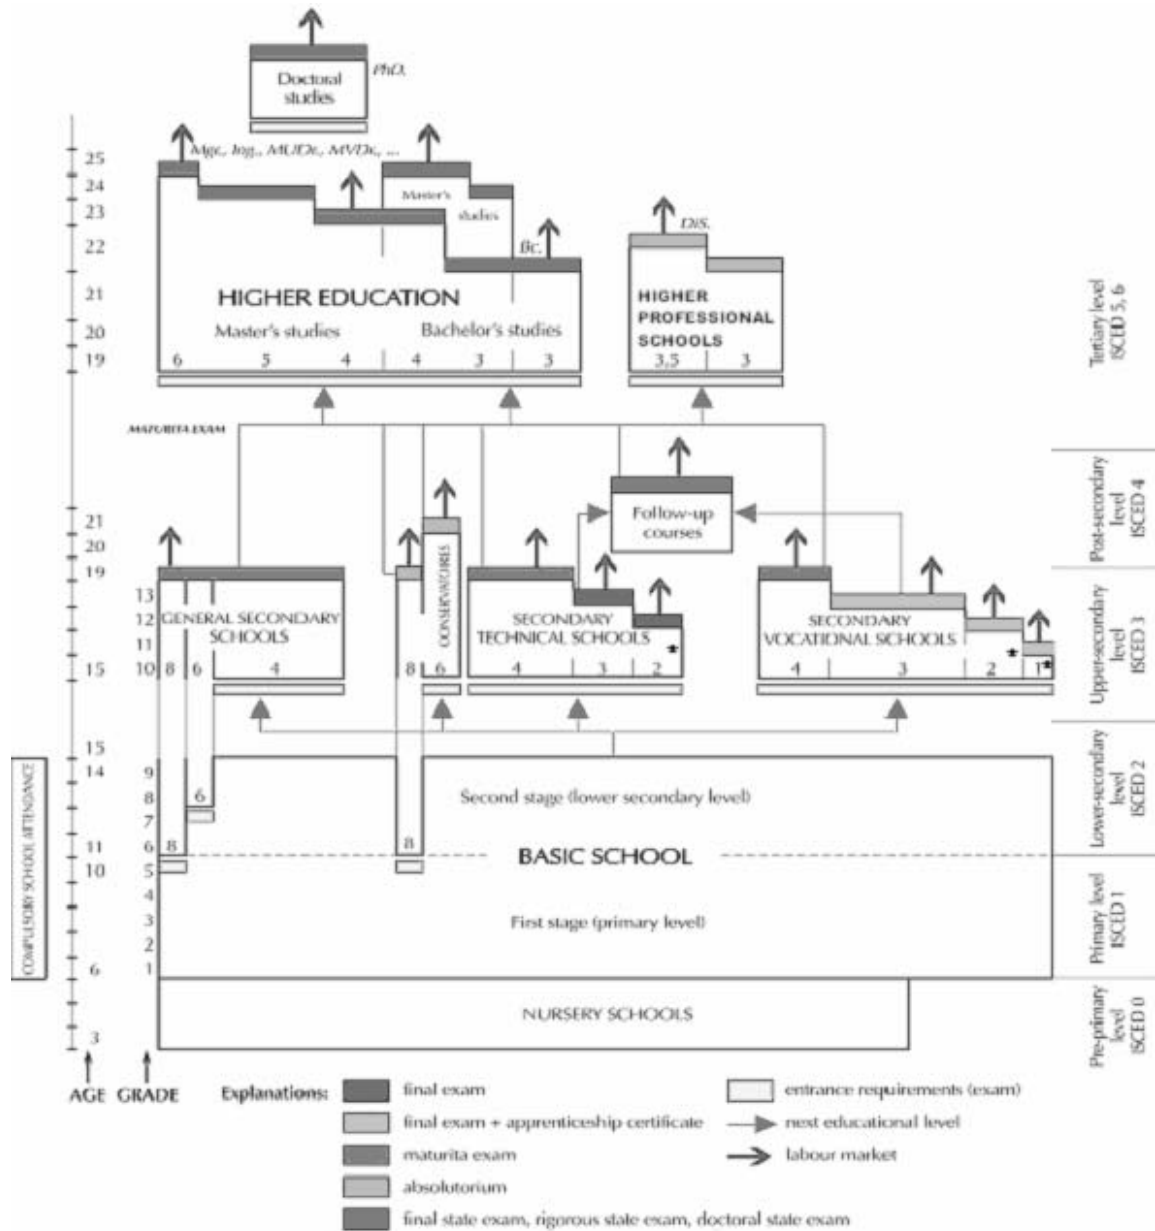 PhD.
Doctoral
studies
Mgr., Ing., MUDr., MVDr., ...
Master's
studies
Bc.
DiS.
25
24
23
22
21
20
19
HIGHER EDUCATION
Master's studies
Bachelor's studies
6 5 4 4 3 3
HIGHER
PROFESSIONAL
SCHOOLS
3,5 3
Tertiary level
ISCED 5, 6
MATURITA EXAM
Follow-up
courses
Post-secondary
level
ISCED 4
21
20
19
15
13
12
11
10
GENERAL SECONDARY
SCHOOLS
8 6 4
8
CONSERVATOIRES
6
SECONDARY
TECHNICAL SCHOOLS
4 3 2
SECONDARY
VOCATIONAL SCHOOLS
4 3 2 1
Upper-secondary
level
ISCED 3
COMPULSORY SCHOOL ATTENDANCE
15
14
11
10
6
3
9
8
7
6
5
4
3
2
1
6
8
8
Second stage (lower secondary level)
BASIC SCHOOL
First stage (primary level)
NURSERY SCHOOLS
Lower-secondary
level
ISCED 2
Primary level
ISCED 1
Pre-primary
level
ISCED 0
AGE GRADE
Explanations:
final exam
final exam + apprenticeship certificate
maturita exam
absolutorium
final state exam, rigorous state exam, doctoral state exam
entrance requirements (exam)
next educational level
labour market